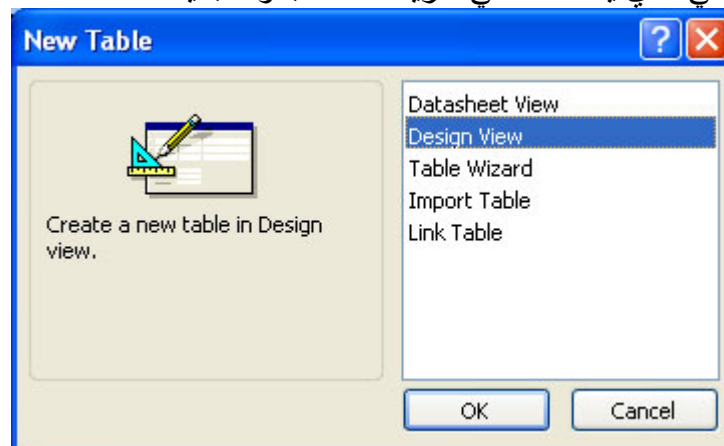 New Table
Create a new table in Design
view.
Datasheet View
Design View
Table Wizard
Import Table
Link Table
OK
Cancel